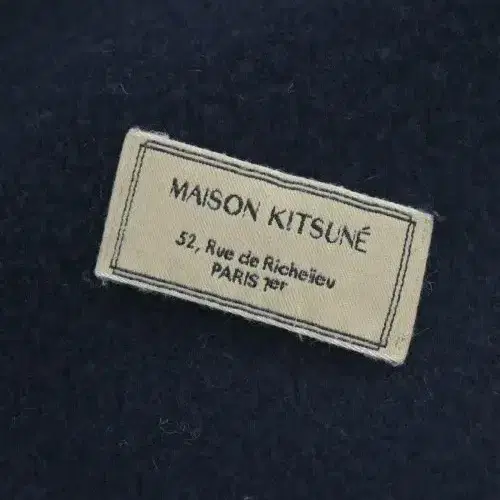 MAISON KITSUNÉ
52, Rue de Richelieu
PARIS 1er